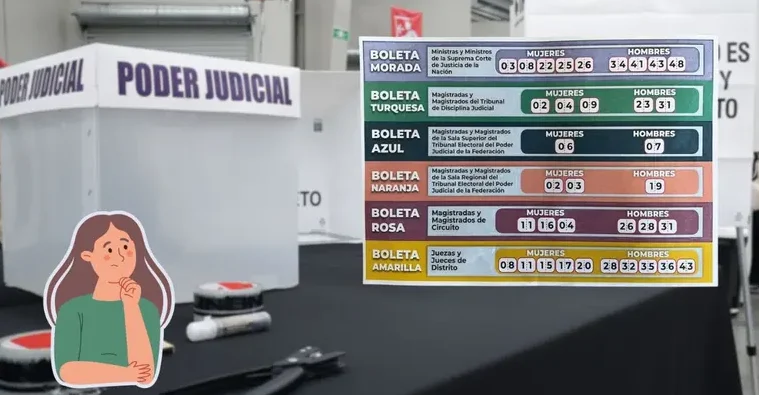 PODER JUDICIAL
PODER JUDICIAL
BOLETA MORADA
Ministras y Ministros
de la Suprema Corte
de Justicia de la
Nación
MUJERES
03 08 22 25 26
HOMBRES
34 41 43 48
BOLETA TURQUESA
Magistradas y
Magistrados del Tribunal
de Disciplina Judicial
MUJERES
02 04 09
HOMBRES
23 31
BOLETA AZUL
Magistradas y Magistrados
de la Sala Superior del
Tribunal Electoral del Poder
Judicial de la Federación
MUJERES
06
HOMBRES
07
BOLETA NARANJA
Magistradas y Magistrados
de la Sala Regional del
Tribunal Electoral del Poder
Judicial de la Federación
MUJERES
02 03
HOMBRES
19
BOLETA ROSA
Magistradas y
Magistrados de
Circuito
MUJERES
11 16 04
HOMBRES
26 28 31
BOLETA AMARILLA
Juezas y
Jueces de
Distrito
MUJERES
08 11 15 17 20
HOMBRES
28 32 35 36 43
O ES
Y
TO
ETO